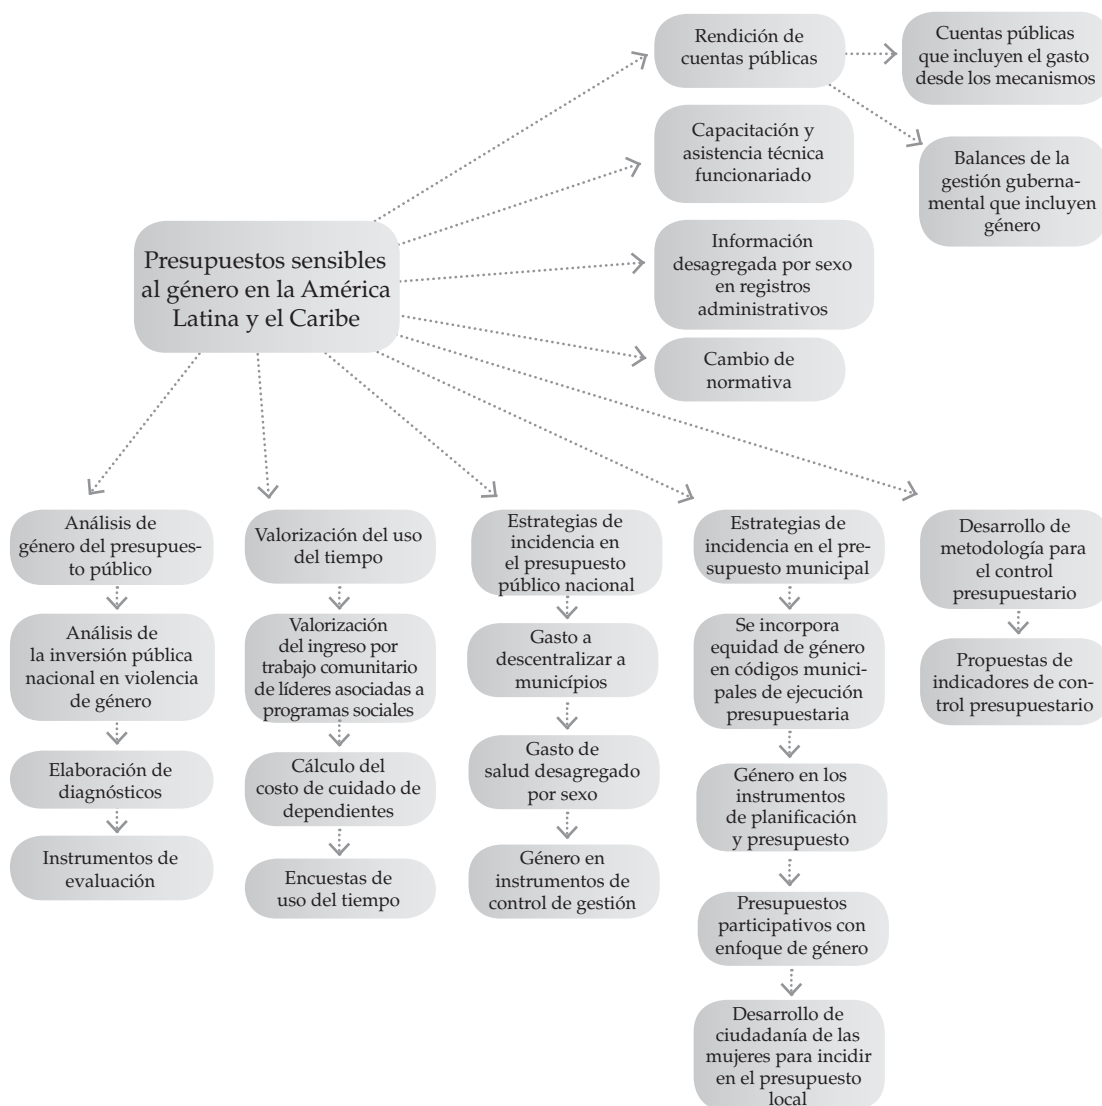 Rendición de
cuentas públicas
Cuentas públicas
que incluyen el gasto
desde los mecanismos
Capacitación y
asistencia técnica
funcionariado
Balances de la
gestión guberna-
mental que incluyen
género
Presupuestos sensibles
al género en la América
Latina y el Caribe
Información
desagregada por sexo
en registros
administrativos
Cambio de
normativa
Análisis de
género del presupues-
to público
Análisis de
la inversión pública
nacional en violencia
de género
Elaboración de
diagnósticos
Instrumentos de
evaluación
Valorización del uso
del tiempo
Valorización
del ingreso por
trabajo comunitario
de líderes asociadas a
programas sociales
Cálculo del
costo de cuidado de
dependientes
Encuestas de
uso del tiempo
Estrategias de
incidencia en
el presupuesto
público nacional
Gasto a
descentralizar a
municípios
Gasto de
salud desagregado
por sexo
Género en
instrumentos de
control de gestión
Estrategias de
incidencia en el pre-
supuesto municipal
Se incorpora
equidad de género
en códigos munici-
pales de ejecución
presupuestaria
Género en los
instrumentos
de planificación
y presupuesto
Presupuestos
participativos con
enfoque de género
Desarrollo de
ciudadanía de las
mujeres para incidir
en el presupuesto
local
Desarrollo de
metodología para
el control
presupuestario
Propuestas de
indicadores de con-
trol presupuestario